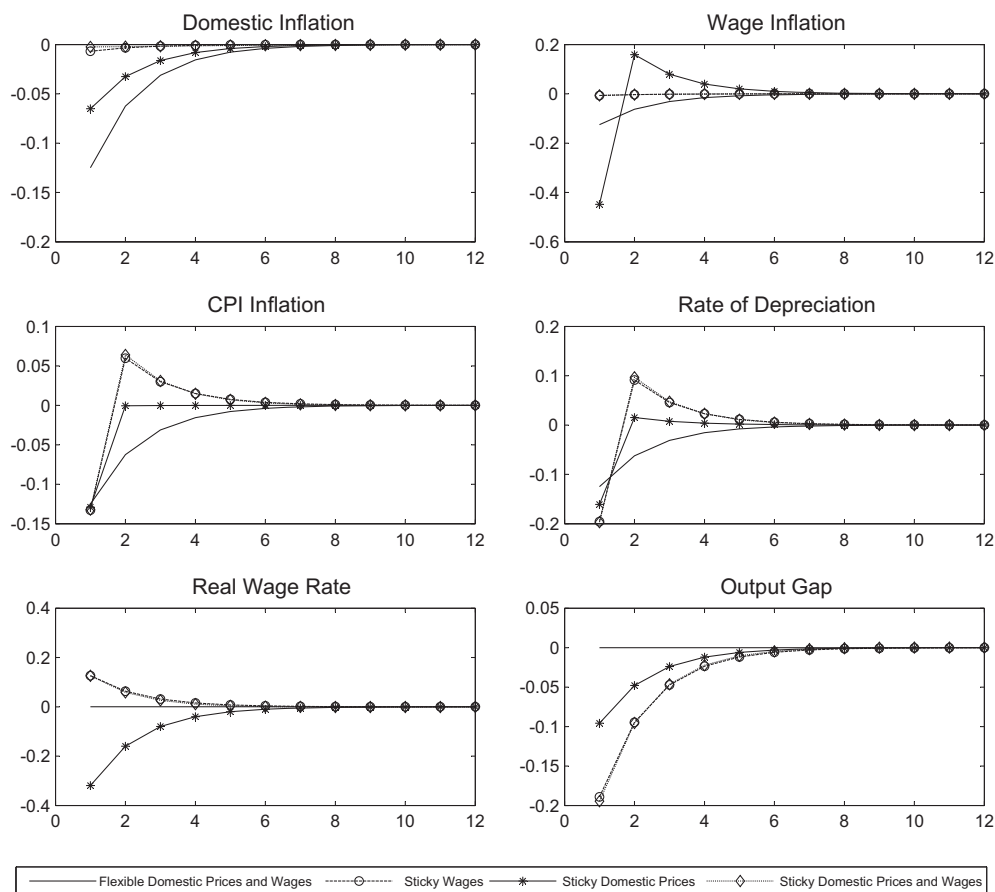 Domestic Inflation
0
-0.05
-0.1
-0.15
-0.2
0 2 4 6 8 10 12
Wage Inflation
0.2
0
-0.2
-0.4
-0.6
0 2 4 6 8 10 12
CPI Inflation
0.1
0.05
0
-0.05
-0.1
-0.15
0 2 4 6 8 10 12
Rate of Depreciation
0.2
0.1
0
-0.1
-0.2
0 2 4 6 8 10 12
Real Wage Rate
0.4
0.2
0
-0.2
-0.4
0 2 4 6 8 10 12
Output Gap
0.05
0
-0.05
-0.1
-0.15
-0.2
0 2 4 6 8 10 12
Flexible Domestic Prices and Wages Sticky Wages Sticky Domestic Prices Sticky Domestic Prices and Wages